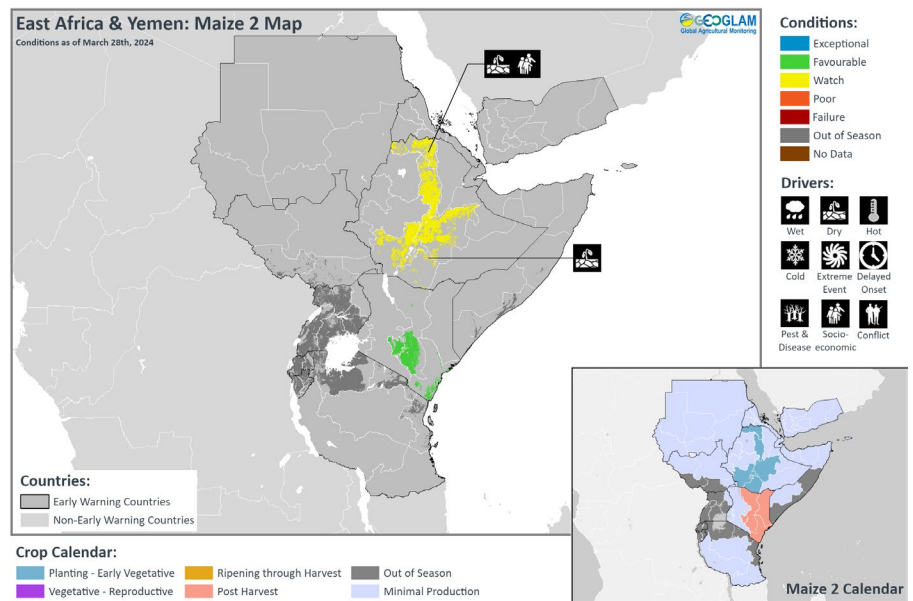 East Africa & Yemen: Maize 2 Map
Conditions as of March 28th, 2024
GEOGLAM
Global Agricultural Monitoring
Conditions:
Exceptional
Favourable
Watch
Poor
Failure
Out of Season
No Data
Drivers:
Wet
Dry
Hot
Cold
Extreme Event
Delayed Onset
Pest & Disease
Socio-economic
Conflict
Countries:
Early Warning Countries
Non-Early Warning Countries
Crop Calendar:
Planting - Early Vegetative
Vegetative - Reproductive
Ripening through Harvest
Post Harvest
Out of Season
Minimal Production
Maize 2 Calendar